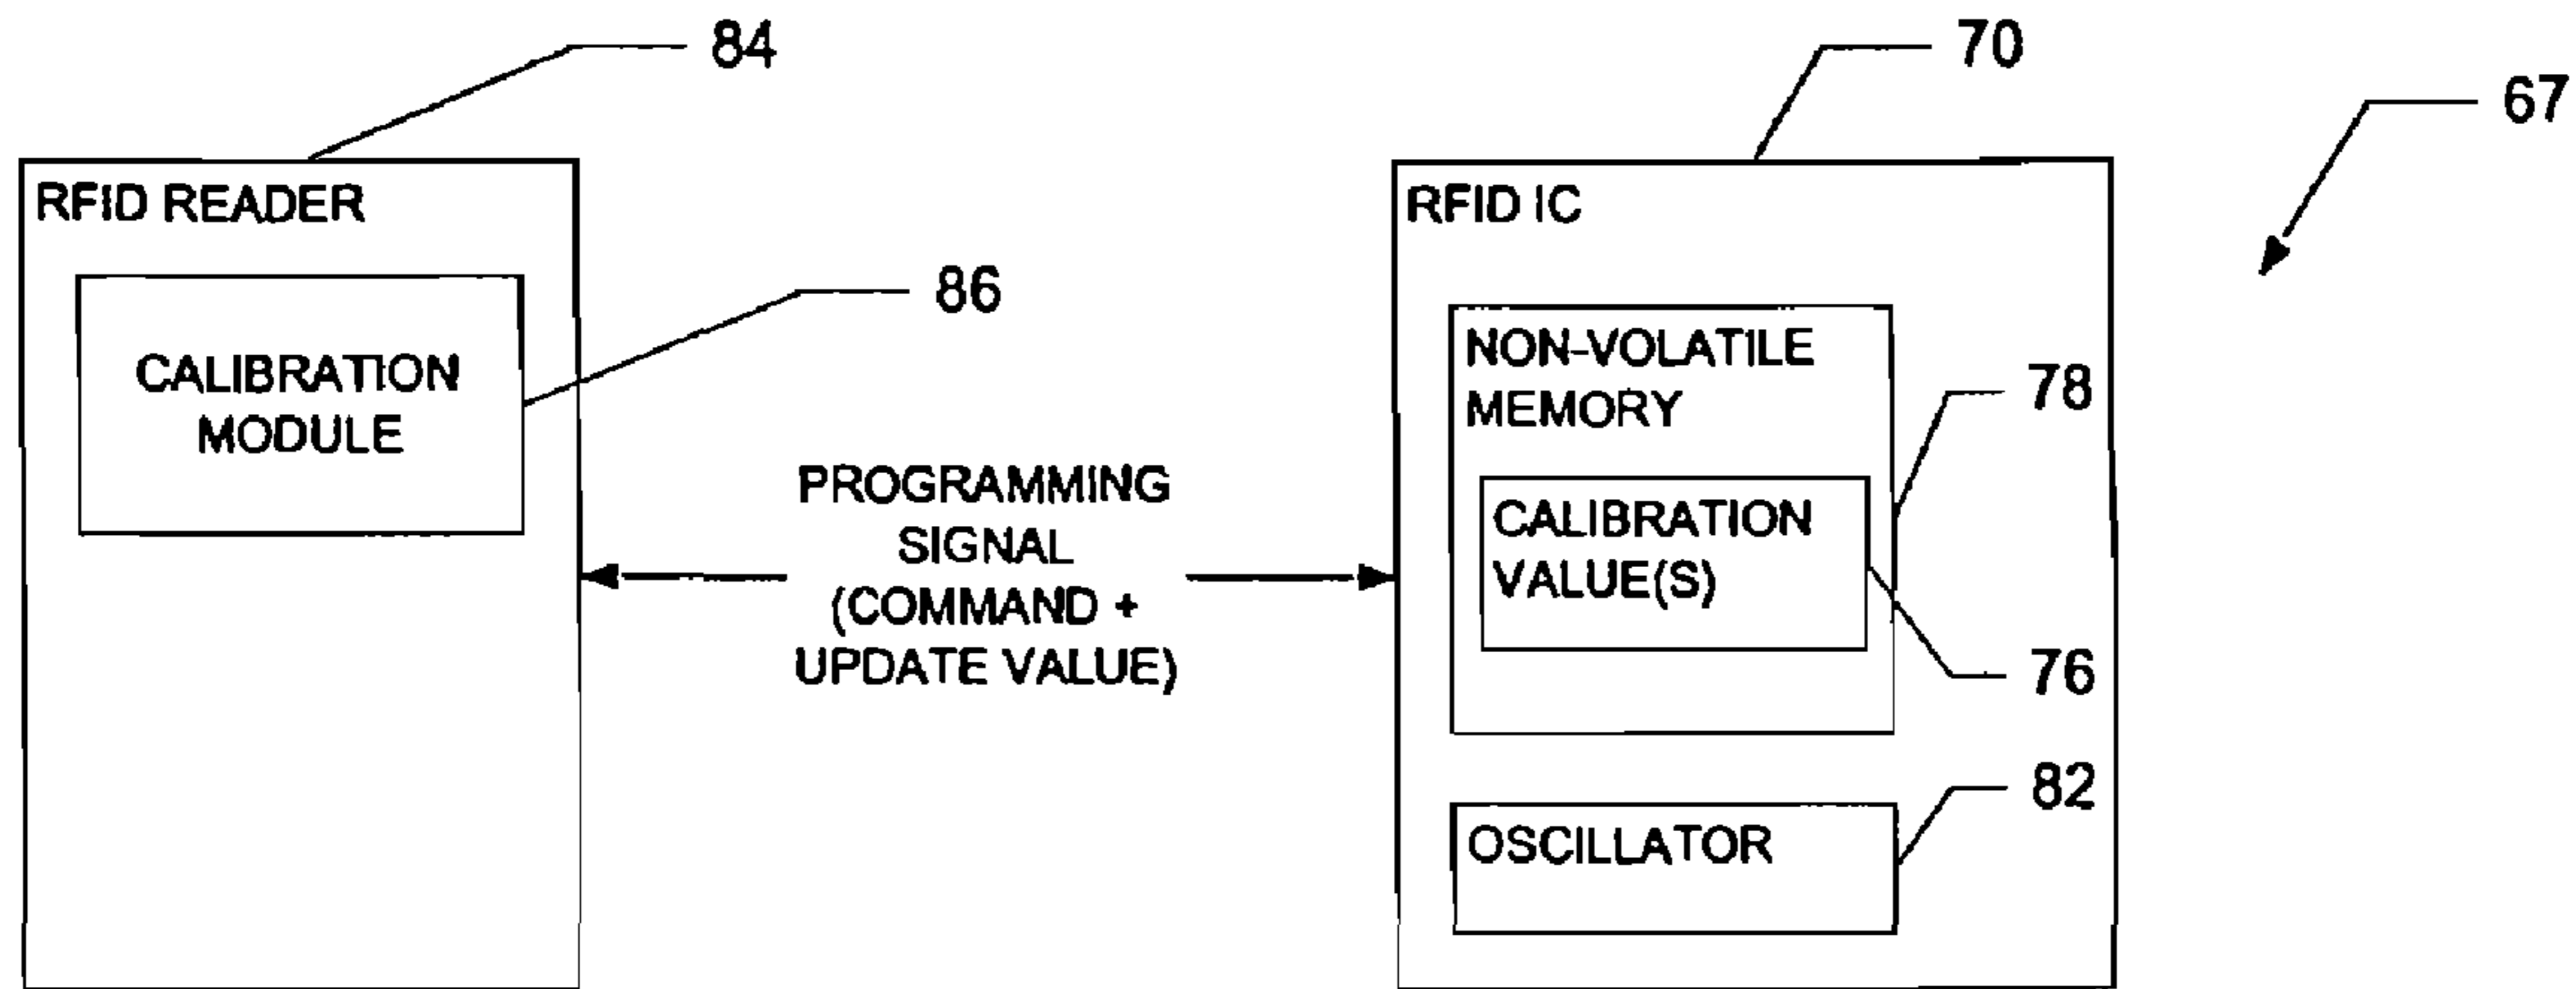 84
70
67
RFID READER
RFID IC
86
CALIBRATION
MODULE
NON-VOLATILE
MEMORY
78
PROGRAMMING
SIGNAL
(COMMAND +
UPDATE VALUE)
CALIBRATION
VALUE(S)
76
82
OSCILLATOR